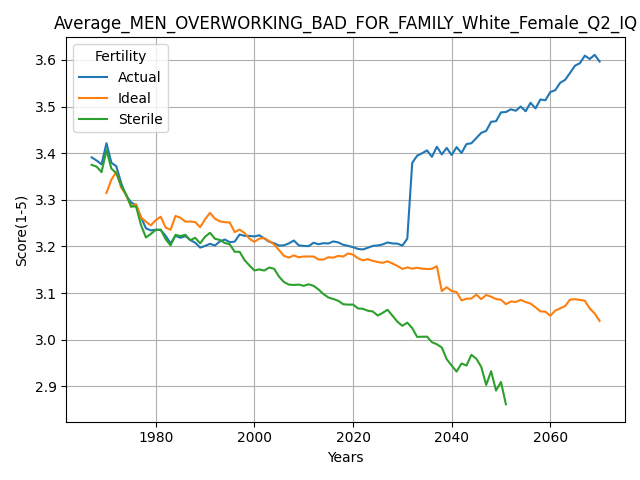 Average_MEN_OVERWORKING_BAD_FOR_FAMILY_White_Female_Q2_IQ
Fertility
Actual
Ideal
Sterile
Score(1-5)
3.6
3.5
3.4
3.3
3.2
3.1
3.0
2.9
1980
2000
2020
2040
2060
Years